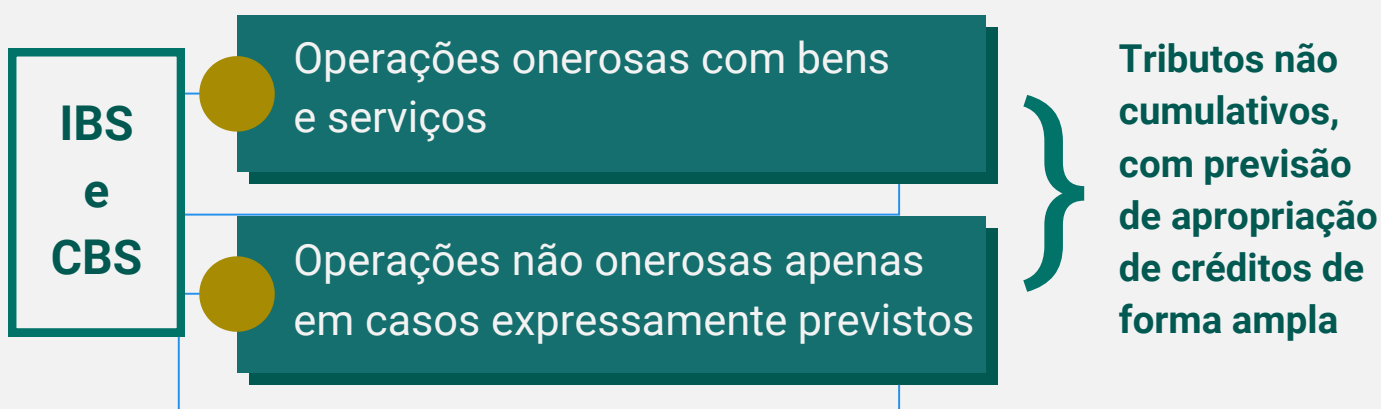 IBS
e
CBS
Operações onerosas com bens
e serviços
Operações não onerosas apenas
em casos expressamente previstos
Tributos não
cumulativos,
com previsão
de apropriação
de créditos de
forma ampla